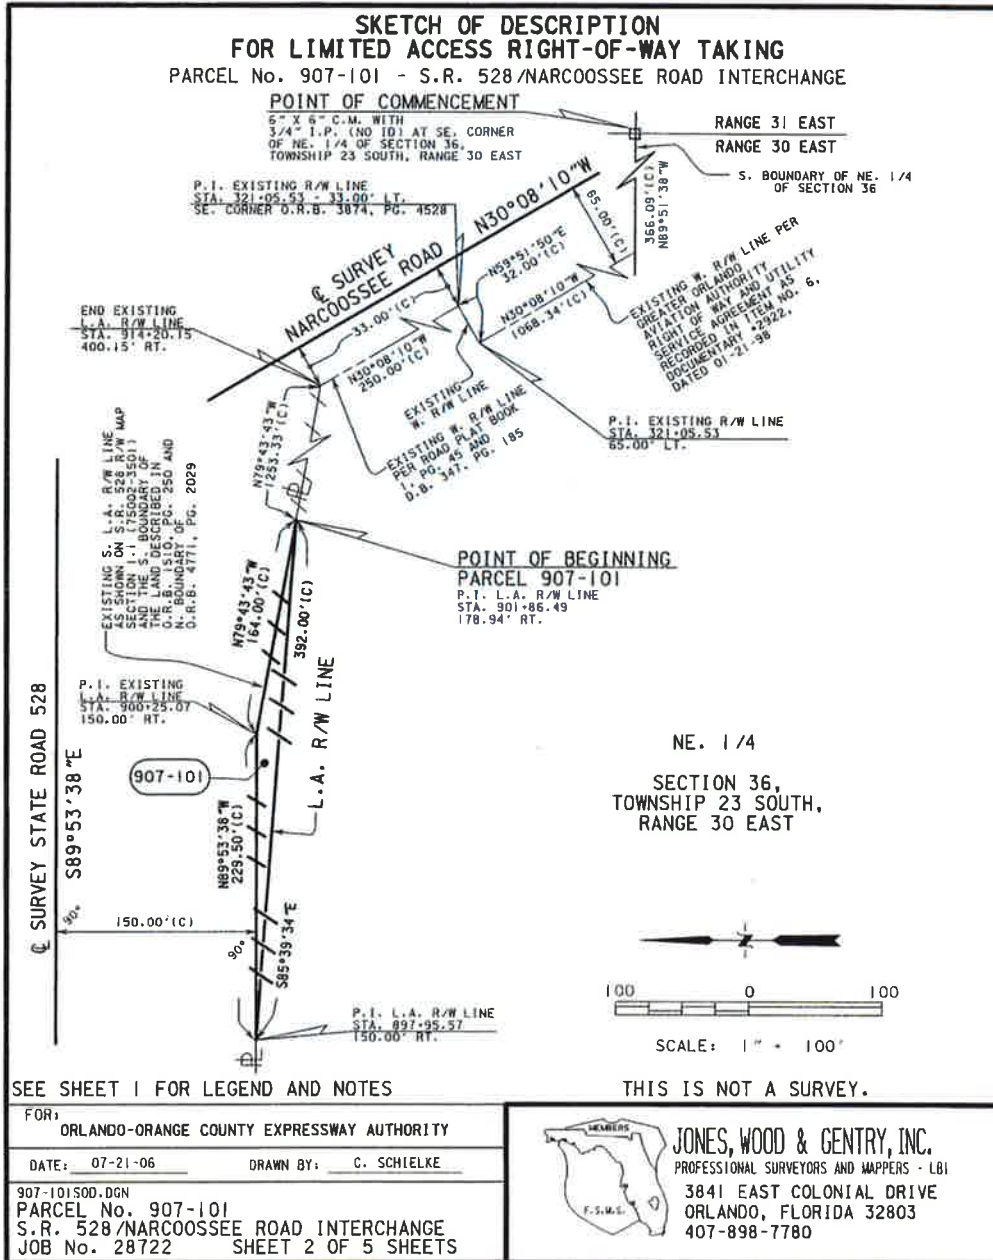 SKETCH OF DESCRIPTION
FOR LIMITED ACCESS RIGHT-OF-WAY TAKING
PARCEL No. 907-101 - S.R. 528/NARCOOSSEE ROAD INTERCHANGE
POINT OF COMMENCEMENT
6" X 6" C.M. WITH
3/4" I.P. (NO ID) AT SE. CORNER
OF NE. 1/4 OF SECTION 36,
TOWNSHIP 23 SOUTH, RANGE 30 EAST
RANGE 31 EAST
RANGE 30 EAST
S. BOUNDARY OF NE. 1/4
OF SECTION 36
366.09'(C)
N89°51'38"W
P.I. EXISTING R/W LINE
STA. 321+05.53 - 33.00' LT.
SE. CORNER O.R.B. 3874, PG. 4528
N30°08'10"W
65.00'(C)
℄ SURVEY
NARCOOSSEE ROAD
N59°51'50"E
32.00'(C)
N30°08'10"W
1068.34'(C)
EXISTING W. R/W LINE PER
GREATER ORLANDO
AVIATION AUTHORITY
RIGHT OF WAY AND UTILITY
SERVICE AGREEMENT AS
RECORDED IN ITEM NO. 6,
DOCUMENTARY #2922,
DATED 01-21-98
33.00'(C)
N30°08'10"W
250.00'(C)
END EXISTING
L.A. R/W LINE
STA. 914+20.15
400.15' RT.
EXISTING
W. R/W LINE
EXISTING W. R/W LINE
PER ROAD PLAT BOOK
1, PG. 45 AND
D.B. 347, PG. 185
P.I. EXISTING R/W LINE
STA. 321+05.53
65.00' LT.
N79°43'43"W
1253.33'(C)
EXISTING S. L.A. R/W LINE
AS SHOWN ON S.R. 528 R/W MAP
SECTION 1.1 (75002-3501)
AND THE S. BOUNDARY OF
THE LAND DESCRIBED IN
O.R.B. 1510, PG. 250 AND
N. BOUNDARY OF
O.R.B. 4771, PG. 2029
POINT OF BEGINNING
PARCEL 907-101
P.I. L.A. R/W LINE
STA. 901+86.49
178.94' RT.
N79°43'43"W
164.00'(C)
392.00'(C)
P.I. EXISTING
L.A. R/W LINE
STA. 900+25.07
150.00' RT.
L.A. R/W LINE
907-101
℄ SURVEY STATE ROAD 528
S89°53'38"E
N89°53'38"W
229.50'(C)
NE. 1/4
SECTION 36,
TOWNSHIP 23 SOUTH,
RANGE 30 EAST
90°
150.00'(C)
90°
S85°39'34"E
P.I. L.A. R/W LINE
STA. 897+95.57
150.00' RT.
100 0 100
SCALE: 1" = 100'
SEE SHEET 1 FOR LEGEND AND NOTES
THIS IS NOT A SURVEY.
FOR:
ORLANDO-ORANGE COUNTY EXPRESSWAY AUTHORITY
DATE: 07-21-06 DRAWN BY: C. SCHIELKE
907-101SOD.DGN
PARCEL No. 907-101
S.R. 528/NARCOOSSEE ROAD INTERCHANGE
JOB No. 28722 SHEET 2 OF 5 SHEETS
MEMBERS
F.S.M.S.
JONES, WOOD & GENTRY, INC.
PROFESSIONAL SURVEYORS AND MAPPERS - LB1
3841 EAST COLONIAL DRIVE
ORLANDO, FLORIDA 32803
407-898-7780